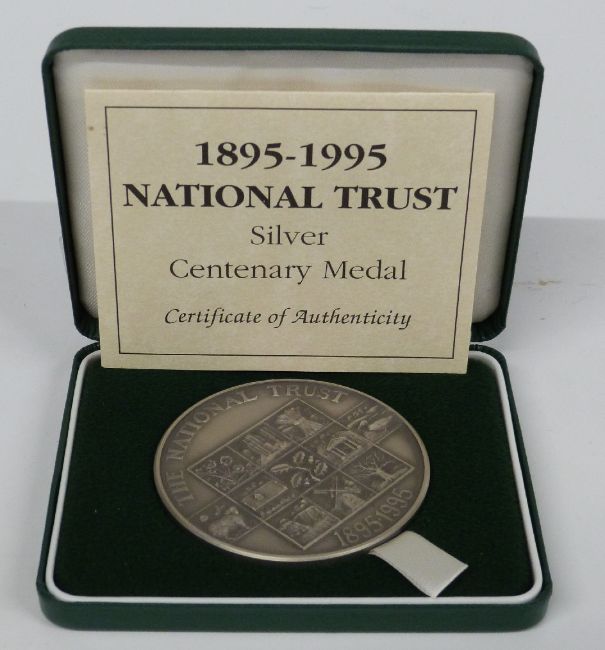 1895-1995
NATIONAL TRUST
Silver
Centenary Medal
Certificate of Authenticity
THE NATIONAL TRUST
1895·1995